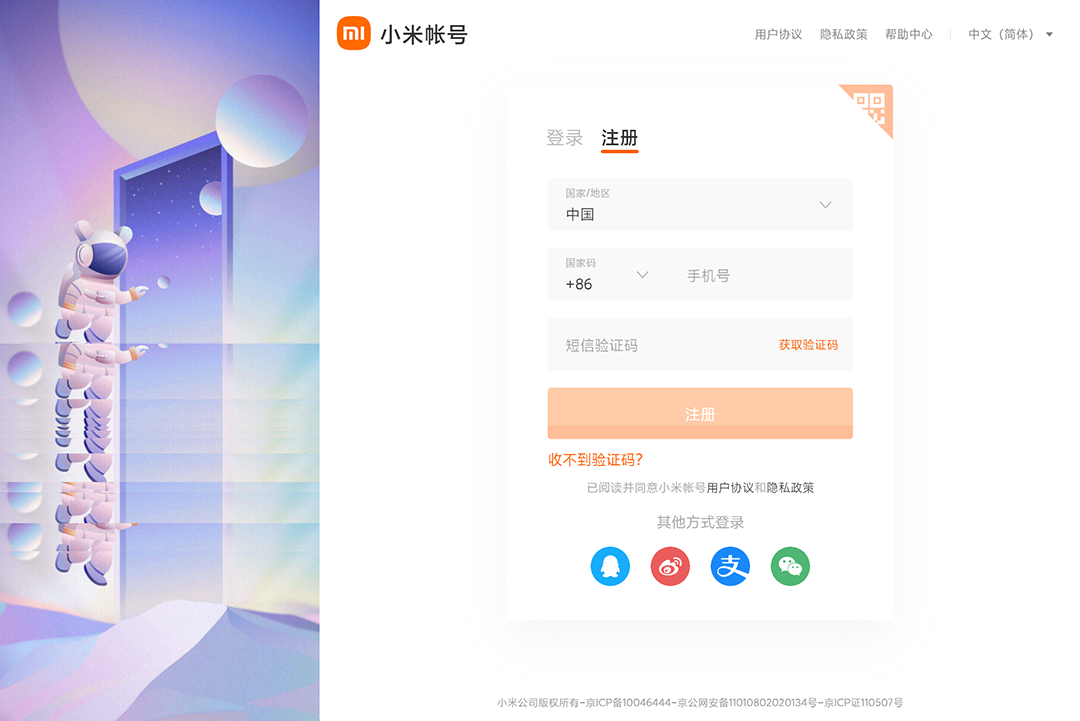 mi 小米帐号
用户协议 隐私政策 帮助中心 | 中文（简体）
登录 注册
国家/地区
中国
国家码
+86 手机号
短信验证码 获取验证码
注册
收不到验证码？
已阅读并同意小米帐号用户协议和隐私政策
其他方式登录
支
小米公司版权所有-京ICP备10046444-京公网安备11010802020134号-京ICP证110507号